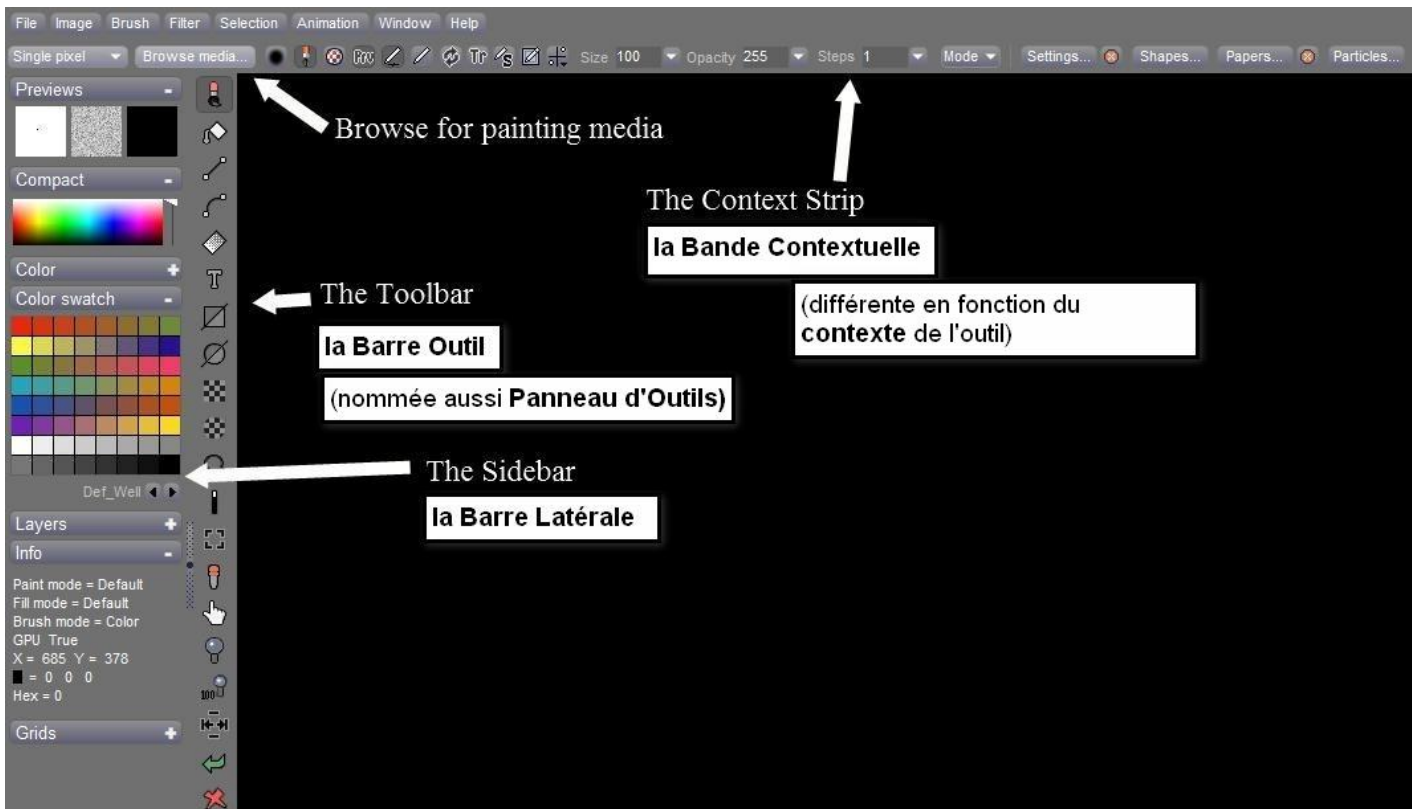 File Image Brush Filter Selection Animation Window Help
Single pixel Browse media... Size 100 Opacity 255 Steps 1 Mode Settings... Shapes... Papers... Particles...
Previews
Browse for painting media
Compact
The Context Strip
la Bande Contextuelle
(différente en fonction du
contexte de l'outil)
Color
Color swatch
The Toolbar
la Barre Outil
(nommée aussi Panneau d'Outils)
The Sidebar
la Barre Latérale
Def_Well
Layers
Info
Paint mode = Default
Fill mode = Default
Brush mode = Color
GPU True
X = 685 Y = 378
= 0 0 0
Hex = 0
100
Grids